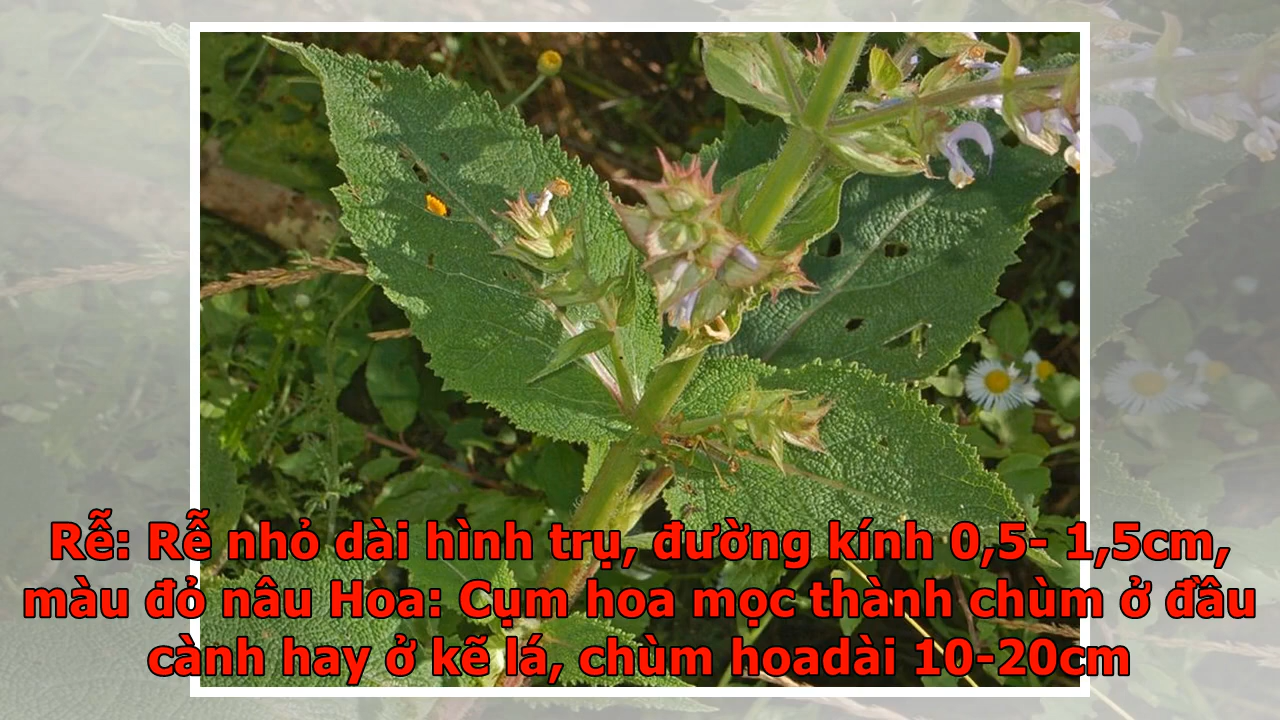 Rễ: Rễ nhỏ dài hình trụ, đường kính 0,5- 1,5cm,
màu đỏ nâu Hoa: Cụm hoa mọc thành chùm ở đầu
cành hay ở kẽ lá, chùm hoadài 10-20cm